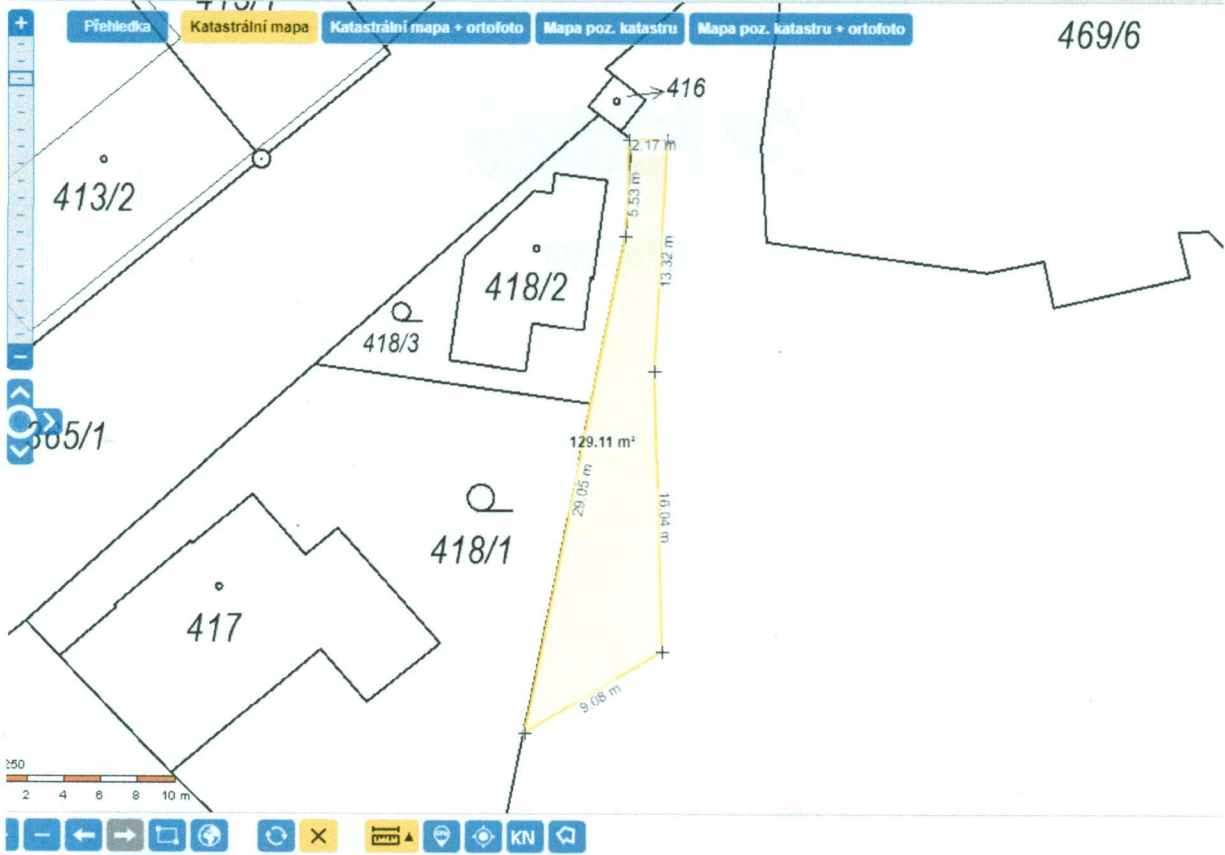 Přehledka
Katastrální mapa
Katastrální mapa + ortofoto
Mapa poz. katastru
Mapa poz. katastru + ortofoto
469/6
416
2.17 m
413/2
5.53 m
13.32 m
418/2
418/3
365/1
129.11 m²
29.05 m
16.04 m
418/1
417
9.08 m
250
2 4 6 8 10 m
GPS
KN